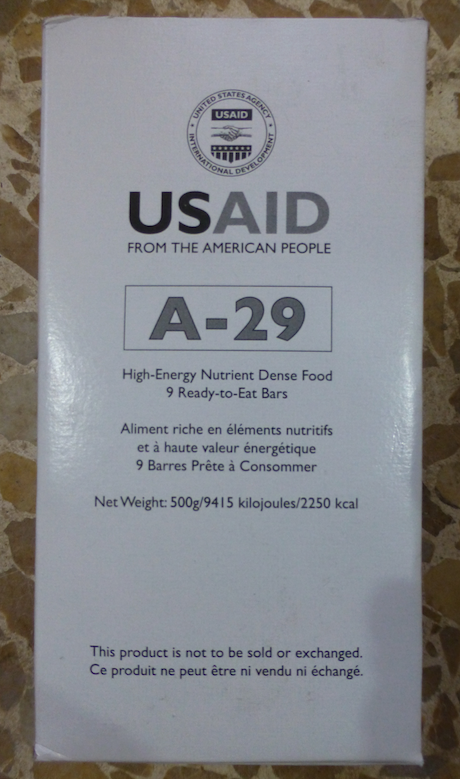 UNITED STATES AGENCY
USAID
INTERNATIONAL DEVELOPMENT
USAID
FROM THE AMERICAN PEOPLE
A-29
High-Energy Nutrient Dense Food
9 Ready-to-Eat Bars
Aliment riche en éléments nutritifs
et à haute valeur énergétique
9 Barres Prête à Consommer
Net Weight: 500g/9415 kilojoules/2250 kcal
This product is not to be sold or exchanged.
Ce produit ne peut être ni vendu ni échangé.